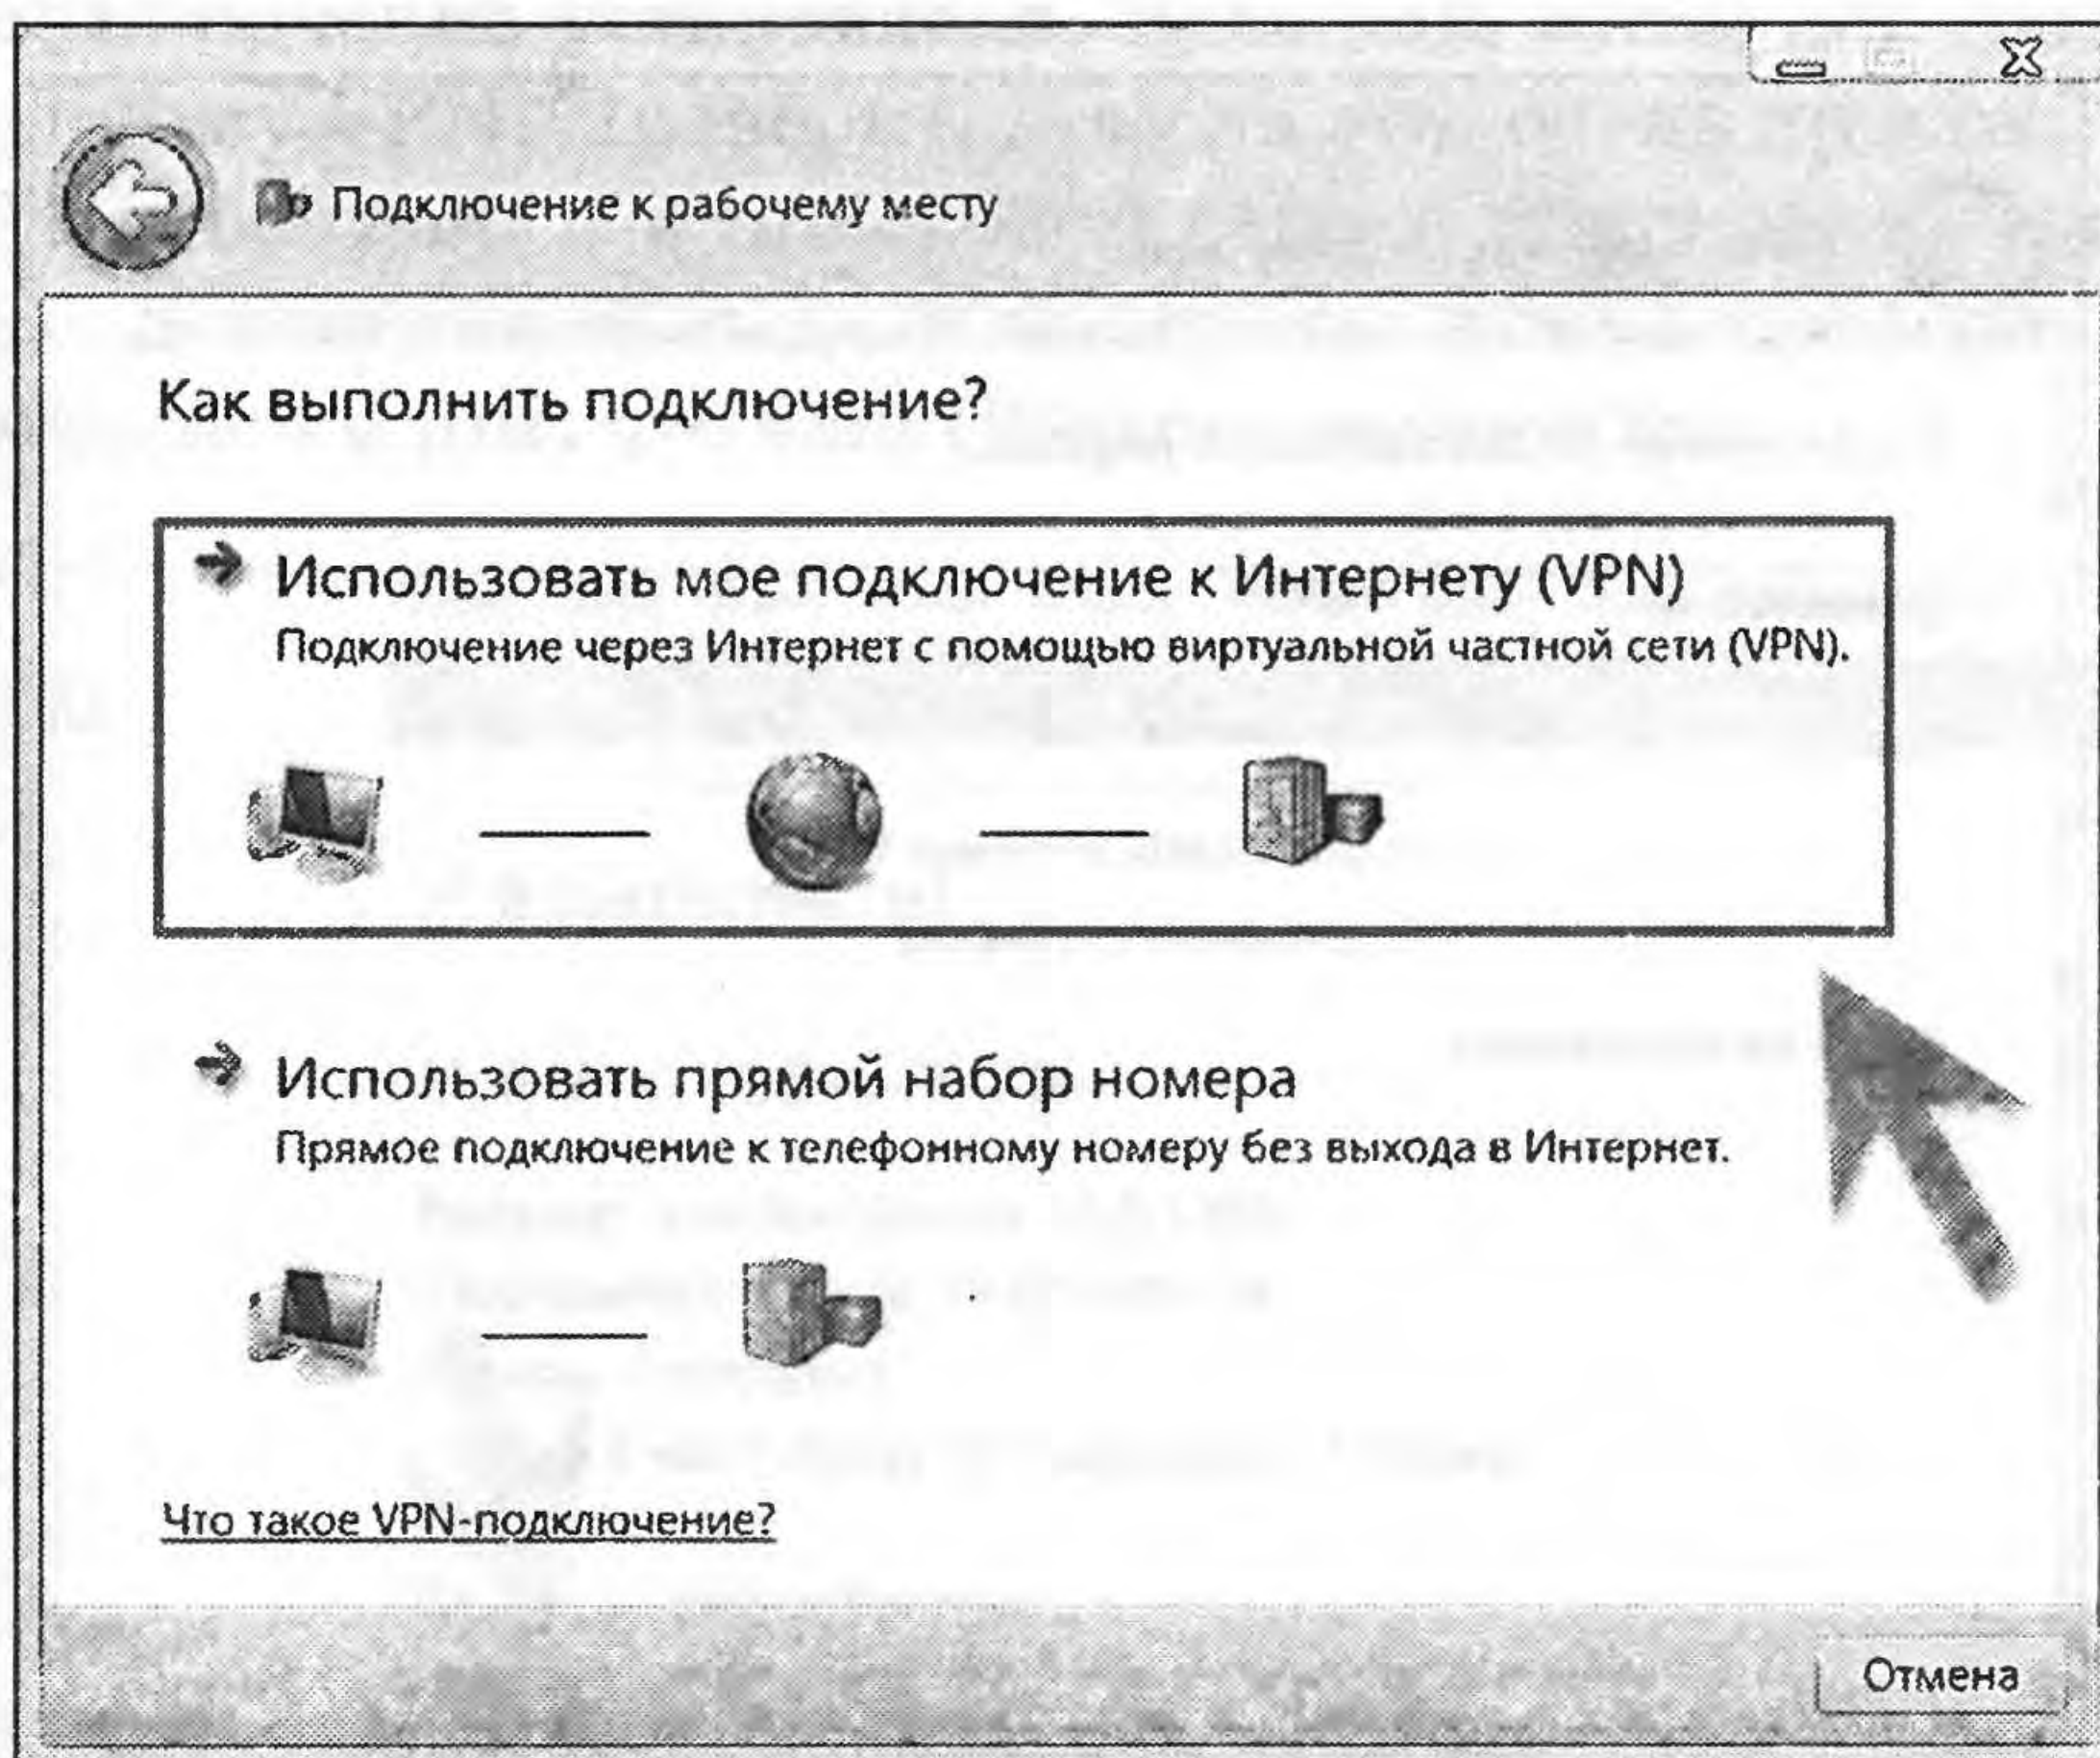 Подключение к рабочему месту
Как выполнить подключение?
Использовать мое подключение к Интернету (VPN)
Подключение через Интернет с помощью виртуальной частной сети (VPN).
Использовать прямой набор номера
Прямое подключение к телефонному номеру без выхода в Интернет.
Что такое VPN-подключение?
Отмена